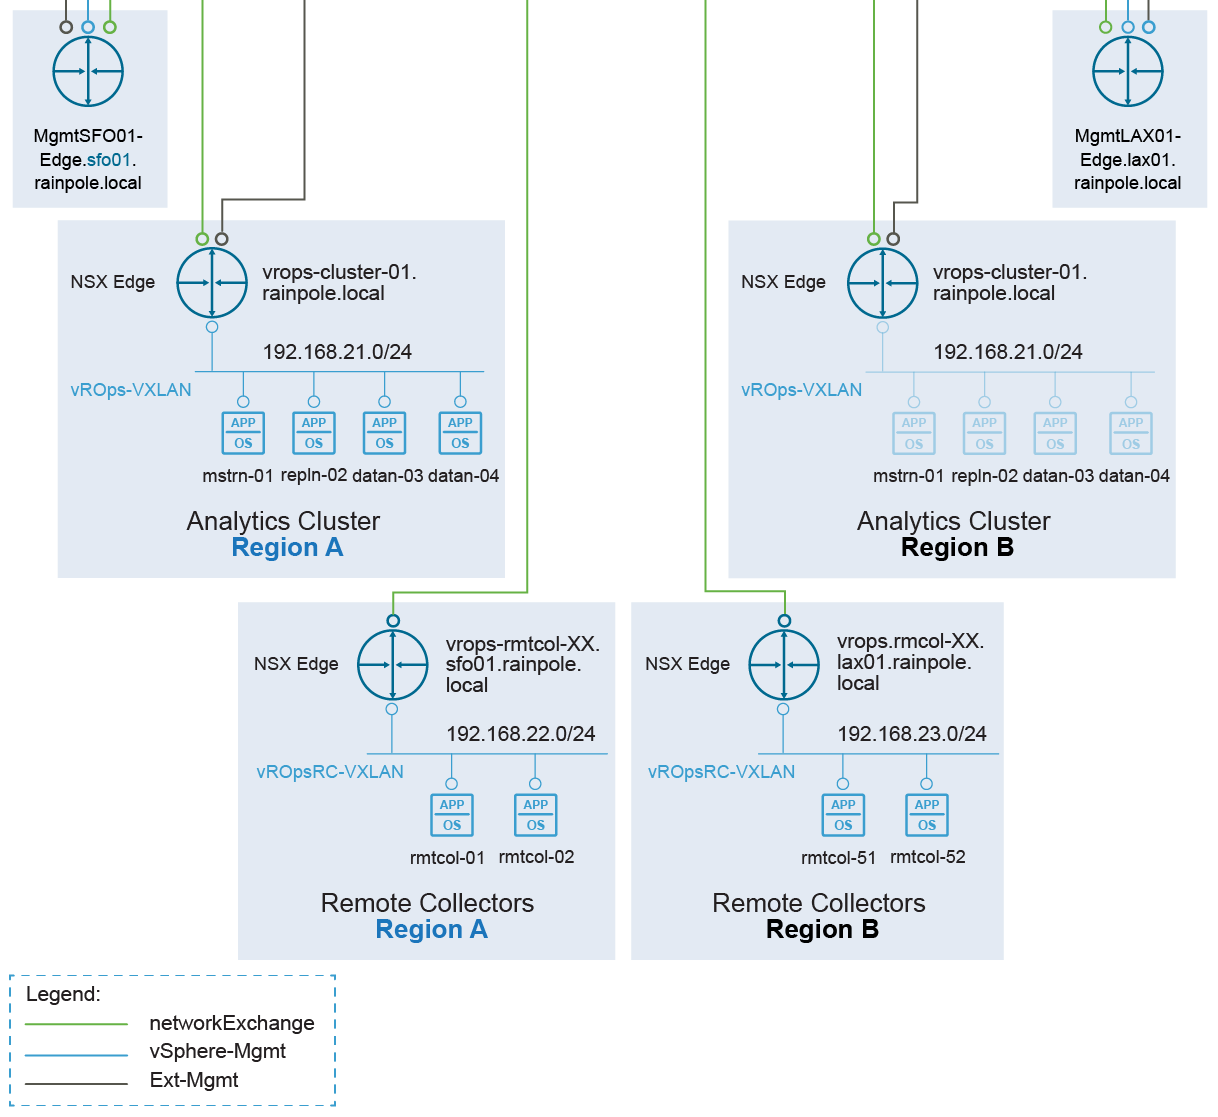 MgmtSFO01-
Edge.sfo01.
rainpole.local
MgmtLAX01-
Edge.lax01.
rainpole.local
NSX Edge
vrops-cluster-01.
rainpole.local
192.168.21.0/24
vROps-VXLAN
APP
OS
APP
OS
APP
OS
APP
OS
mstrn-01
repln-02
datan-03
datan-04
Analytics Cluster
Region A
NSX Edge
vrops-cluster-01.
rainpole.local
192.168.21.0/24
vROps-VXLAN
APP
OS
APP
OS
APP
OS
APP
OS
mstrn-01
repln-02
datan-03
datan-04
Analytics Cluster
Region B
NSX Edge
vrops-rmtcol-XX.
sfo01.rainpole.
local
192.168.22.0/24
vROpsRC-VXLAN
APP
OS
APP
OS
rmtcol-01
rmtcol-02
Remote Collectors
Region A
NSX Edge
vrops.rmcol-XX.
lax01.rainpole.
local
192.168.23.0/24
vROpsRC-VXLAN
APP
OS
APP
OS
rmtcol-51
rmtcol-52
Remote Collectors
Region B
Legend:
networkExchange
vSphere-Mgmt
Ext-Mgmt